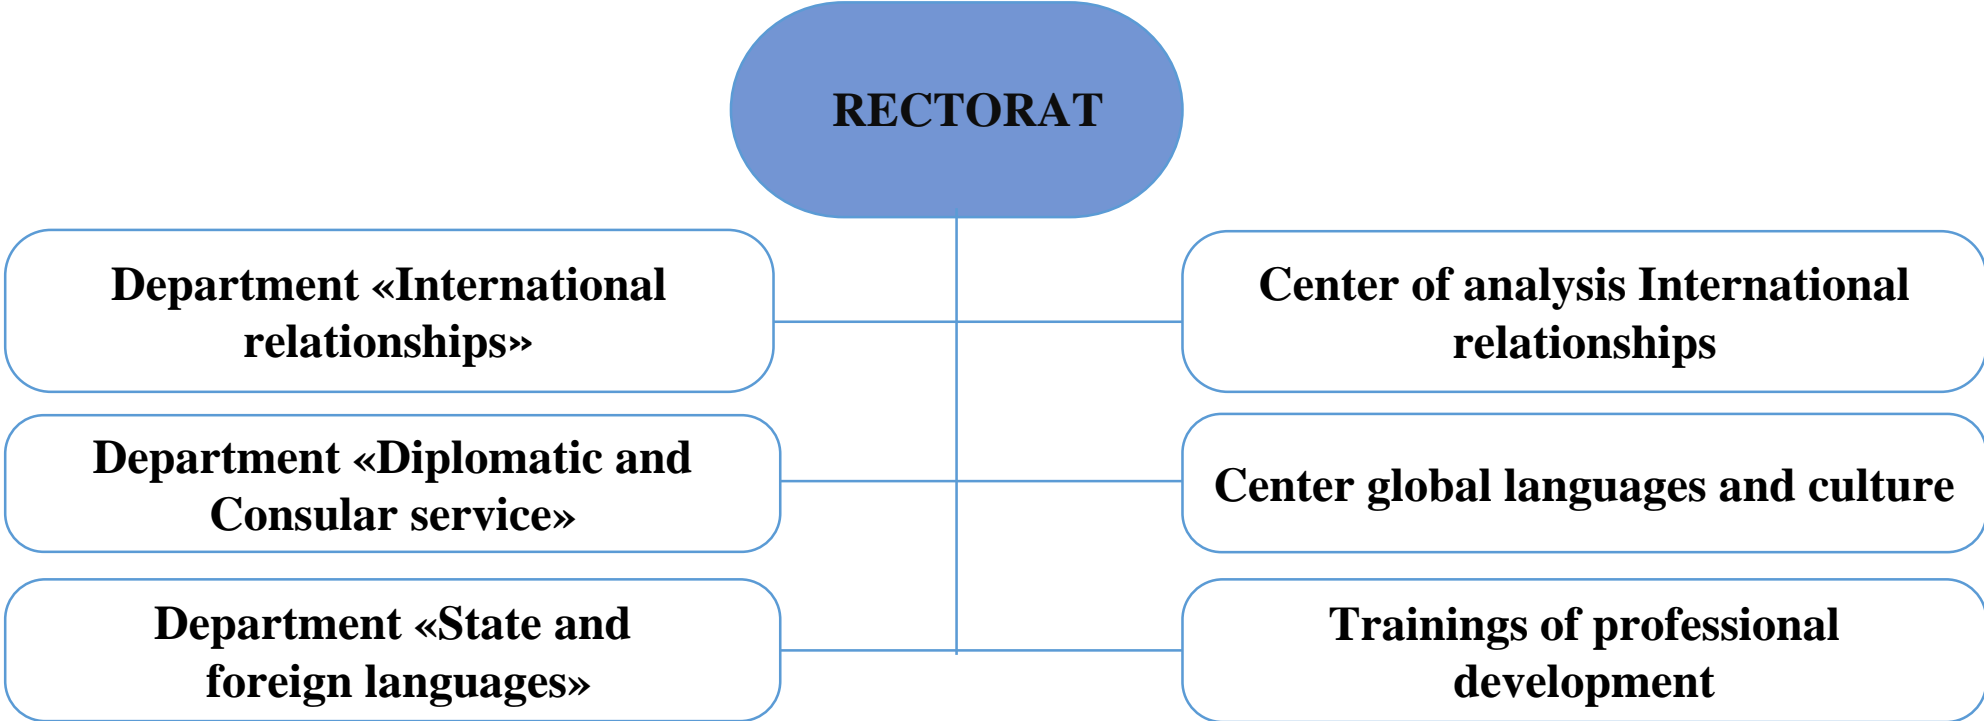 RECTORAT
Department «International
relationships»
Center of analysis International
relationships
Department «Diplomatic and
Consular service»
Center global languages and culture
Department «State and
foreign languages»
Trainings of professional
development